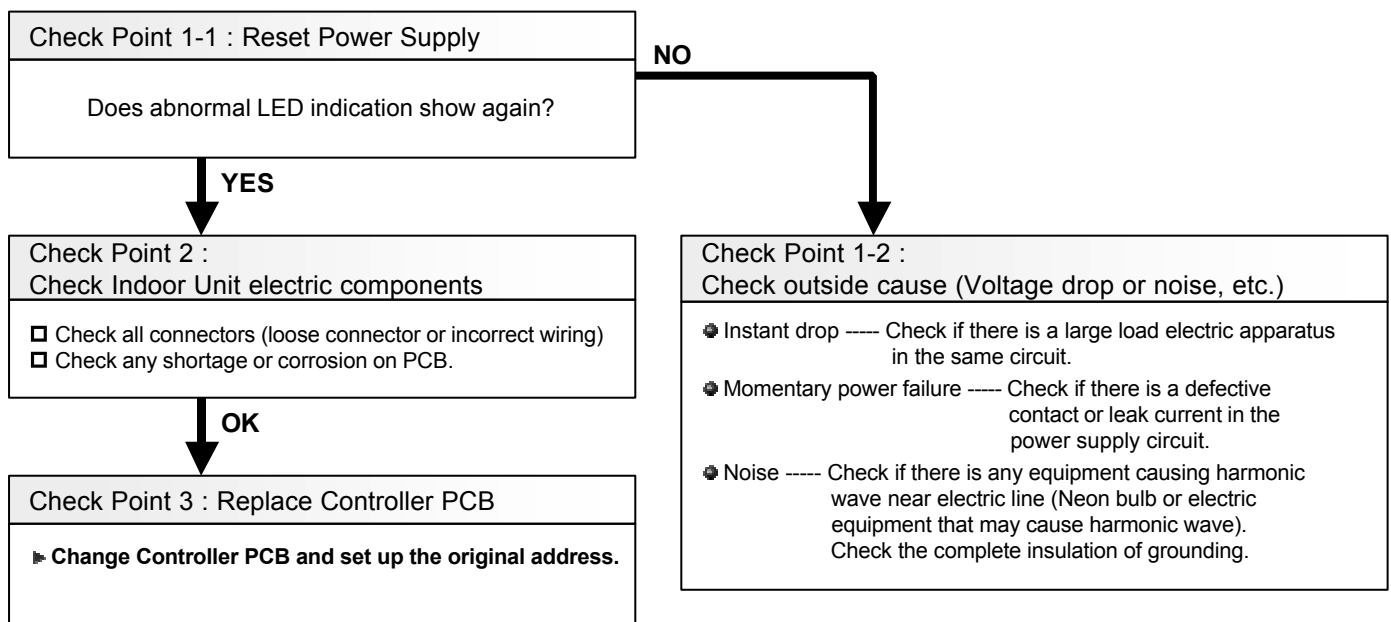 Check Point 1-1 : Reset Power Supply
Does abnormal LED indication show again?
NO
YES
Check Point 2 :
Check Indoor Unit electric components
Check all connectors (loose connector or incorrect wiring)
Check any shortage or corrosion on PCB.
OK
Check Point 3 : Replace Controller PCB
Change Controller PCB and set up the original address.
Check Point 1-2 :
Check outside cause (Voltage drop or noise, etc.)
Instant drop ----- Check if there is a large load electric apparatus
in the same circuit.
Momentary power failure ----- Check if there is a defective
contact or leak current in the
power supply circuit.
Noise ----- Check if there is any equipment causing harmonic
wave near electric line (Neon bulb or electric
equipment that may cause harmonic wave).
Check the complete insulation of grounding.